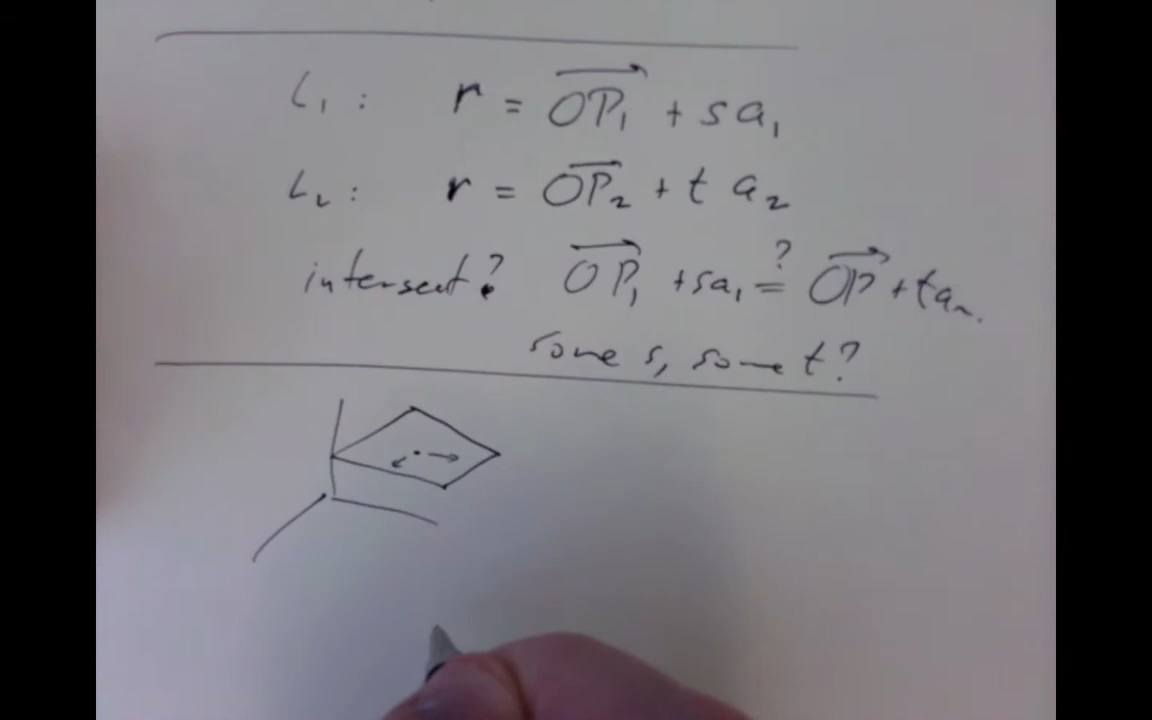 L₁ : r = OP₁ + s a₁
L₂ : r = OP₂ + t a₂
intersect? OP₁ + sa₁ =? OP + ta₂.
some s, some t?